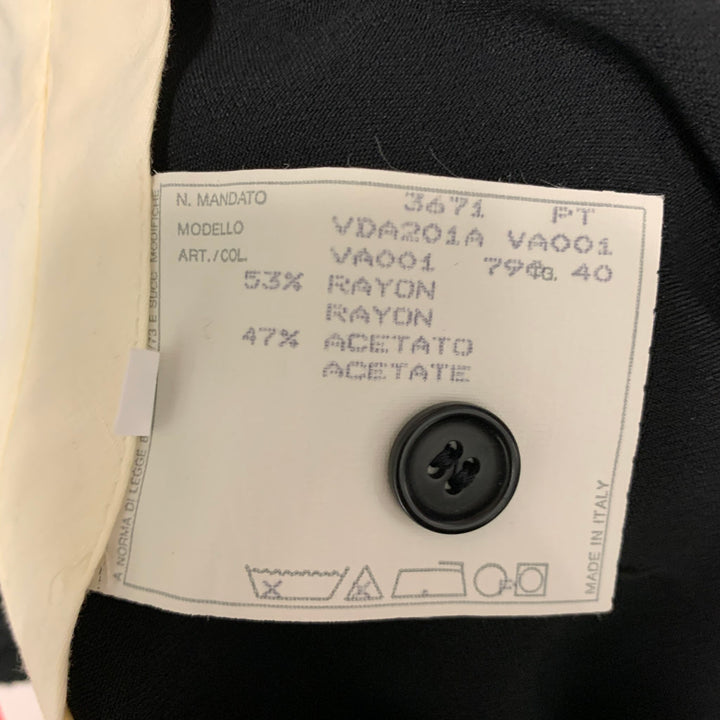 N. MANDATO 3671 PT
MODELLO VDA201A VA001
ART./COL. VA001 TG. 40
53% RAYON
RAYON
47% ACETATO
ACETATE
A NORMA DI LEGGE
/73 E SUCC MODIFICHE
MADE IN ITALY